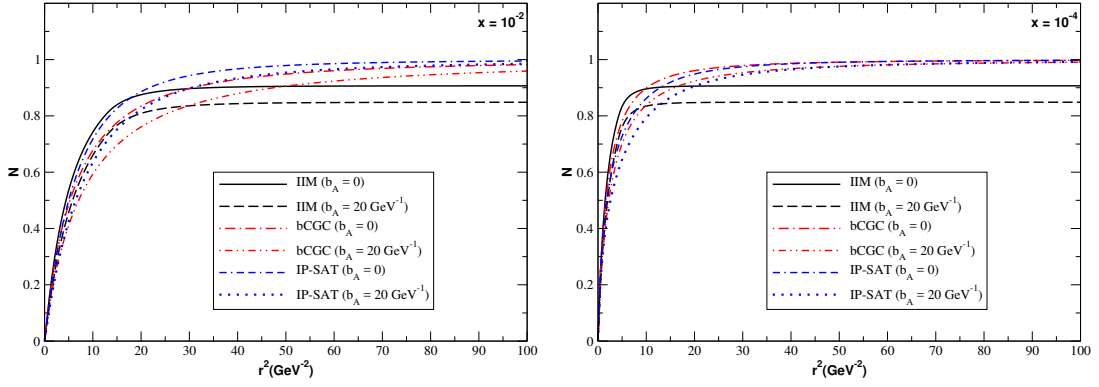 x = 10^-2
1
0.8
0.6
0.4
0.2
0
N
IIM (b_A = 0)
IIM (b_A = 20 GeV^-1)
bCGC (b_A = 0)
bCGC (b_A = 20 GeV^-1)
IP-SAT (b_A = 0)
IP-SAT (b_A = 20 GeV^-1)
0 10 20 30 40 50 60 70 80 90 100
r^2(GeV^-2)
x = 10^-4
1
0.8
0.6
0.4
0.2
0
N
IIM (b_A = 0)
IIM (b_A = 20 GeV^-1)
bCGC (b_A = 0)
bCGC (b_A = 20 GeV^-1)
IP-SAT (b_A = 0)
IP-SAT (b_A = 20 GeV^-1)
0 10 20 30 40 50 60 70 80 90 100
r^2(GeV^-2)